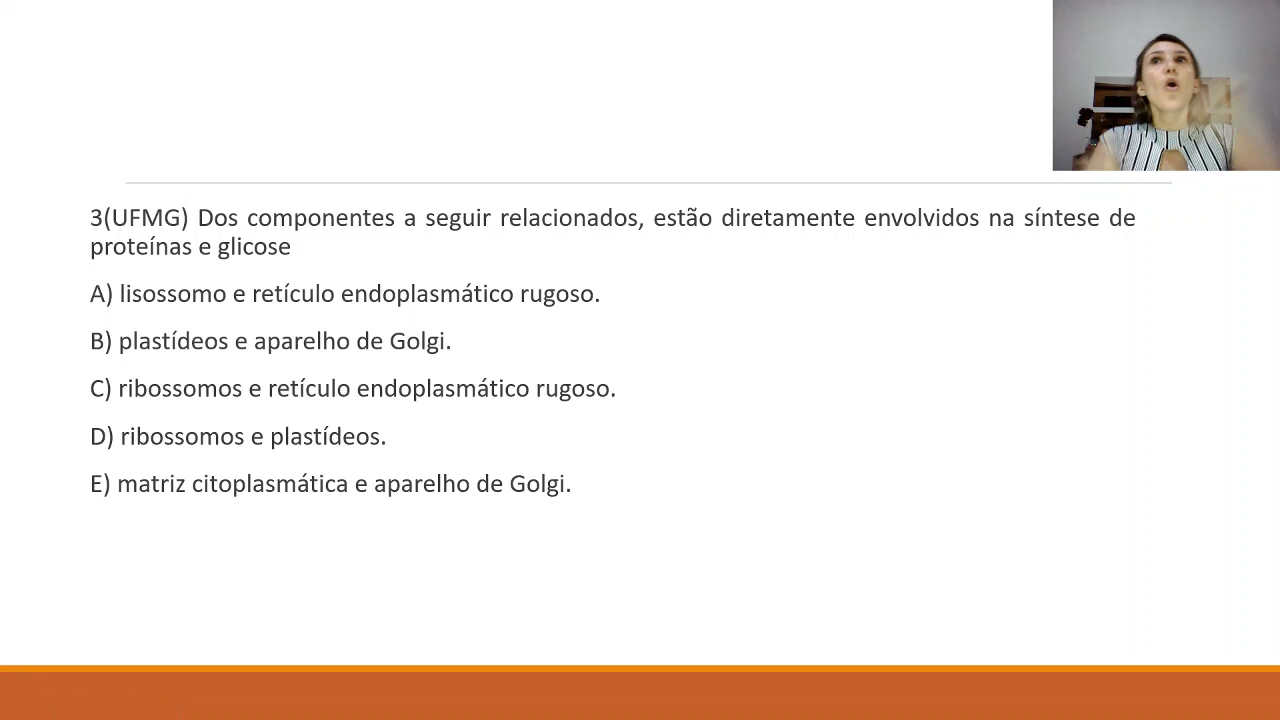 3(UFMG) Dos componentes a seguir relacionados, estão diretamente envolvidos na síntese de
proteínas e glicose
A) lisossomo e retículo endoplasmático rugoso.
B) plastídeos e aparelho de Golgi.
C) ribossomos e retículo endoplasmático rugoso.
D) ribossomos e plastídeos.
E) matriz citoplasmática e aparelho de Golgi.